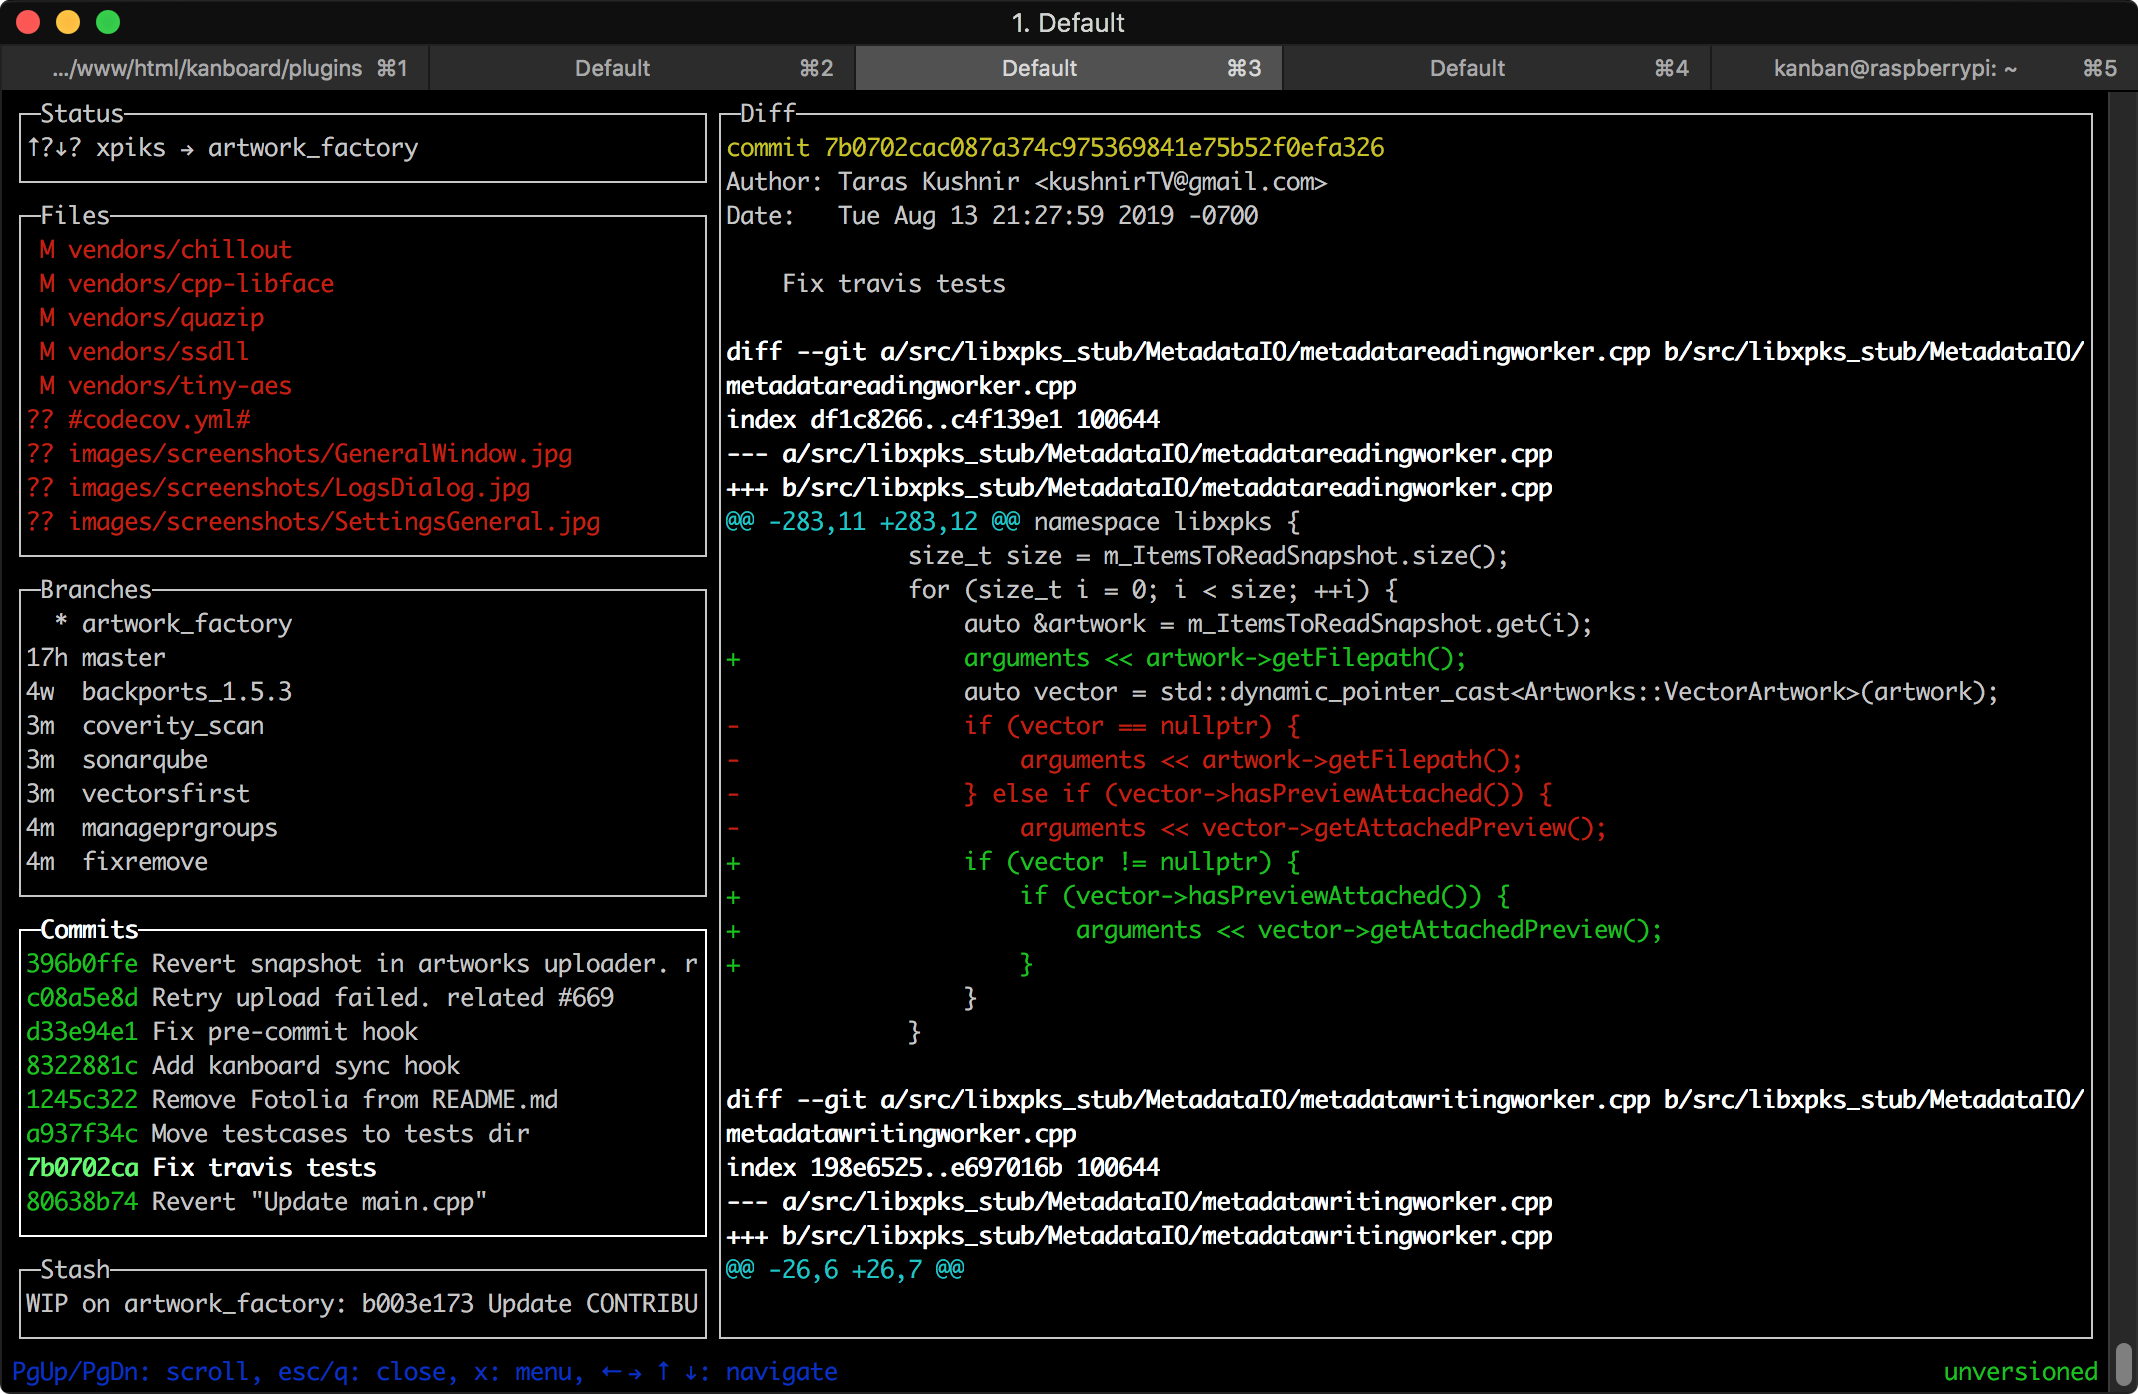 1. Default
.../www/html/kanboard/plugins ⌘1 Default ⌘2 Default ⌘3 Default ⌘4 kanban@raspberrypi: ~ ⌘5
Status
↑?↓? xpiks → artwork_factory
Files
 M vendors/chillout
 M vendors/cpp-libface
 M vendors/quazip
 M vendors/ssdll
 M vendors/tiny-aes
?? #codecov.yml#
?? images/screenshots/GeneralWindow.jpg
?? images/screenshots/LogsDialog.jpg
?? images/screenshots/SettingsGeneral.jpg
Branches
  * artwork_factory
17h master
4w  backports_1.5.3
3m  coverity_scan
3m  sonarqube
3m  vectorsfirst
4m  manageprgroups
4m  fixremove
Commits
396b0ffe Revert snapshot in artworks uploader. r
c08a5e8d Retry upload failed. related #669
d33e94e1 Fix pre-commit hook
8322881c Add kanboard sync hook
1245c322 Remove Fotolia from README.md
a937f34c Move testcases to tests dir
7b0702ca Fix travis tests
80638b74 Revert "Update main.cpp"
Stash
WIP on artwork_factory: b003e173 Update CONTRIBU
Diff
commit 7b0702cac087a374c975369841e75b52f0efa326
Author: Taras Kushnir <kushnirTV@gmail.com>
Date:   Tue Aug 13 21:27:59 2019 -0700
    Fix travis tests
diff --git a/src/libxpks_stub/MetadataIO/metadatareadingworker.cpp b/src/libxpks_stub/MetadataIO/
metadatareadingworker.cpp
index df1c8266..c4f139e1 100644
--- a/src/libxpks_stub/MetadataIO/metadatareadingworker.cpp
+++ b/src/libxpks_stub/MetadataIO/metadatareadingworker.cpp
@@ -283,11 +283,12 @@ namespace libxpks {
             size_t size = m_ItemsToReadSnapshot.size();
             for (size_t i = 0; i < size; ++i) {
                 auto &artwork = m_ItemsToReadSnapshot.get(i);
+                arguments << artwork->getFilepath();
                 auto vector = std::dynamic_pointer_cast<Artworks::VectorArtwork>(artwork);
-                if (vector == nullptr) {
-                    arguments << artwork->getFilepath();
-                } else if (vector->hasPreviewAttached()) {
-                    arguments << vector->getAttachedPreview();
+                if (vector != nullptr) {
+                    if (vector->hasPreviewAttached()) {
+                        arguments << vector->getAttachedPreview();
+                    }
                 }
             }
diff --git a/src/libxpks_stub/MetadataIO/metadatawritingworker.cpp b/src/libxpks_stub/MetadataIO/
metadatawritingworker.cpp
index 198e6525..e697016b 100644
--- a/src/libxpks_stub/MetadataIO/metadatawritingworker.cpp
+++ b/src/libxpks_stub/MetadataIO/metadatawritingworker.cpp
@@ -26,6 +26,7 @@
PgUp/PgDn: scroll, esc/q: close, x: menu, ← → ↑ ↓: navigate
unversioned